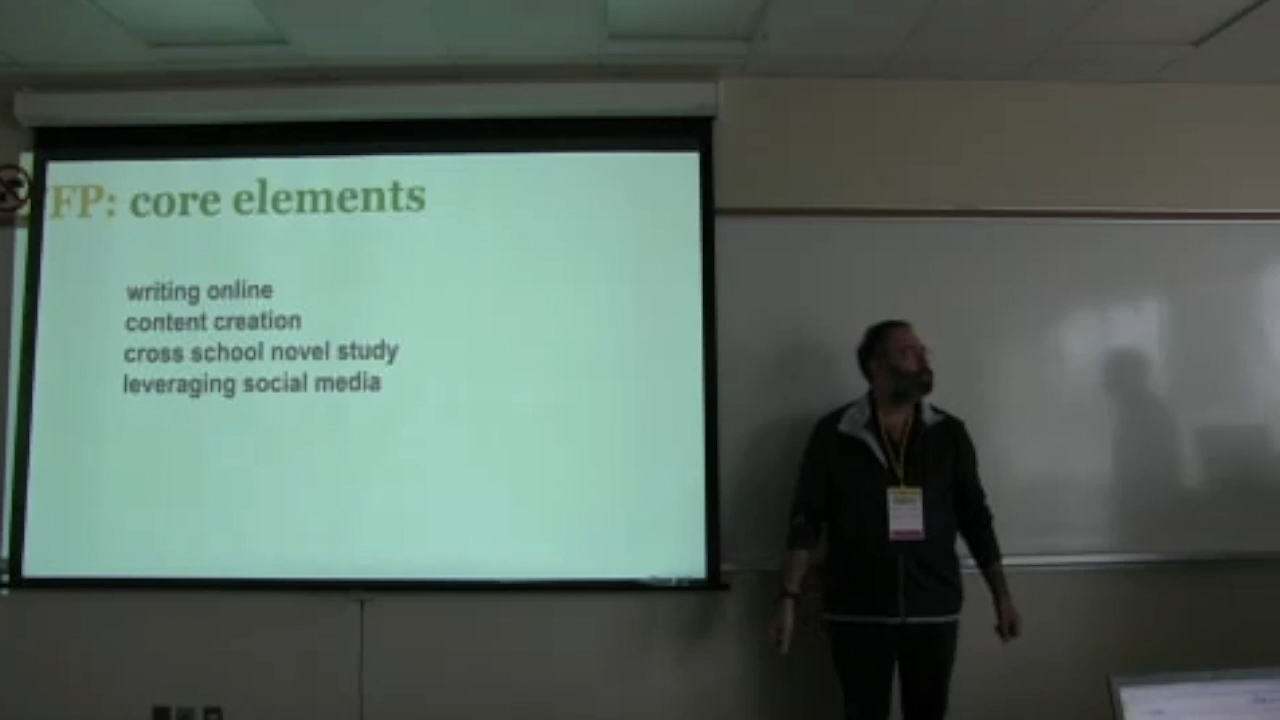 FP: core elements
writing online
content creation
cross school novel study
leveraging social media